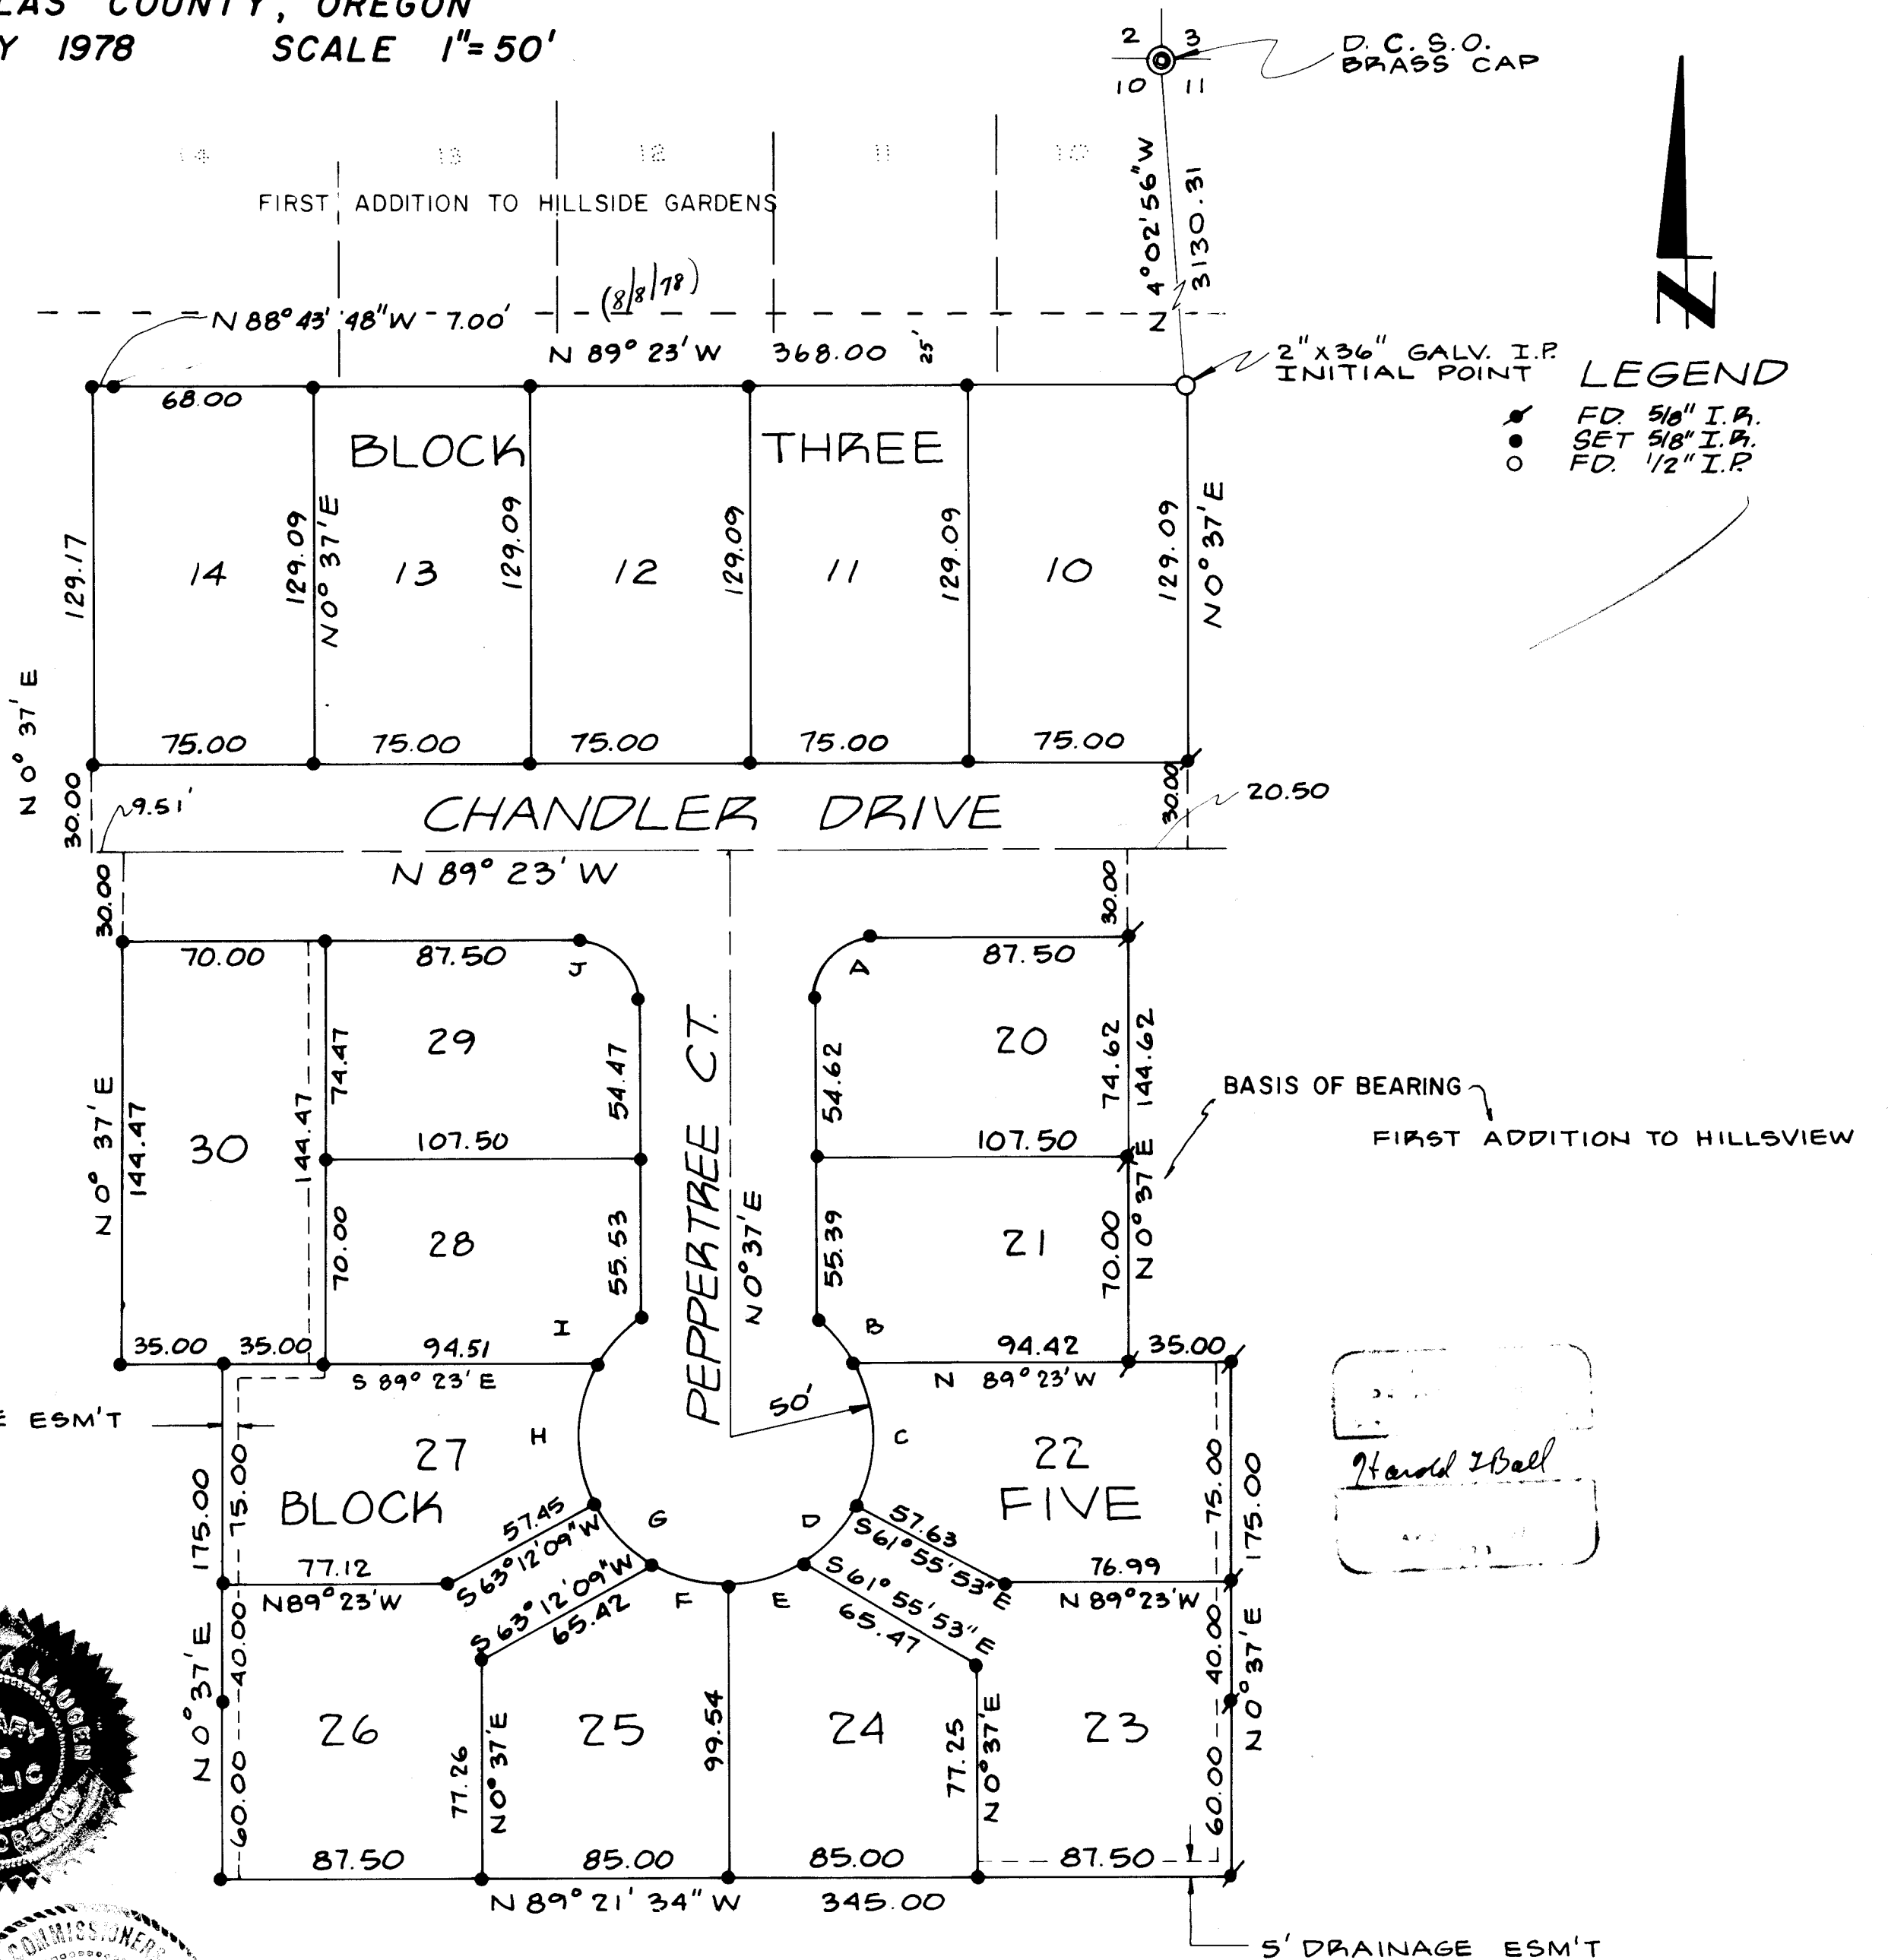 LAS COUNTY, OREGON
Y 1978 SCALE 1"=50'
2 3
10 11
D. C. S. O.
BRASS CAP
N 4°02'56"W
3130.31
14 13 12 11 10
FIRST ADDITION TO HILLSIDE GARDENS
(8/8/78)
N 88° 43' 48"W - 7.00'
N 89° 23' W 368.00 25'
2" X 36" GALV. I.P.
INITIAL POINT
N
LEGEND
FD. 5/8" I.R.
SET 5/8" I.R.
FD. 1/2" I.P.
68.00
BLOCK THREE
129.17
14
129.09
N 0° 37' E
13
129.09
12
129.09
11
129.09
10
129.09
N 0° 37' E
75.00 75.00 75.00 75.00 75.00
N 0° 37' E
30.00
9.51'
CHANDLER DRIVE
30.00
20.50
N 89° 23' W
30.00
30.00
70.00 87.50
J
A
87.50
29
74.47
54.47
PEPPERTREE CT.
N 0° 37' E
54.62
20
74.62
144.62
BASIS OF BEARING
FIRST ADDITION TO HILLSVIEW
N 0° 37' E
144.47
30
144.47
107.50
107.50
N 0° 37' E
28
70.00
55.53
55.39
21
70.00
I
B
35.00 35.00 94.51
S 89° 23' E
94.42 35.00
N 89° 23' W
50'
E ESM'T
H
C
27
22
BLOCK
FIVE
Harold I Ball
175.00
75.00
57.45
S 63° 12' 09" W
G
D
57.63
S 61° 55' 53" E
75.00
175.00
77.12
N 89° 23' W
76.99
N 89° 23' W
S 63° 12' 09" W
65.42
F
E
S 61° 55' 53" E
65.47
N 0° 37' E
40.00
40.00
N 0° 37' E
26
25
24
23
77.26
N 0° 37' E
99.54
77.25
N 0° 37' E
60.00
60.00
87.50 85.00 85.00 87.50
N 89° 21' 34" W 345.00
5' DRAINAGE ESM'T
LAUGEN
OREGON
COMMISSIONERS